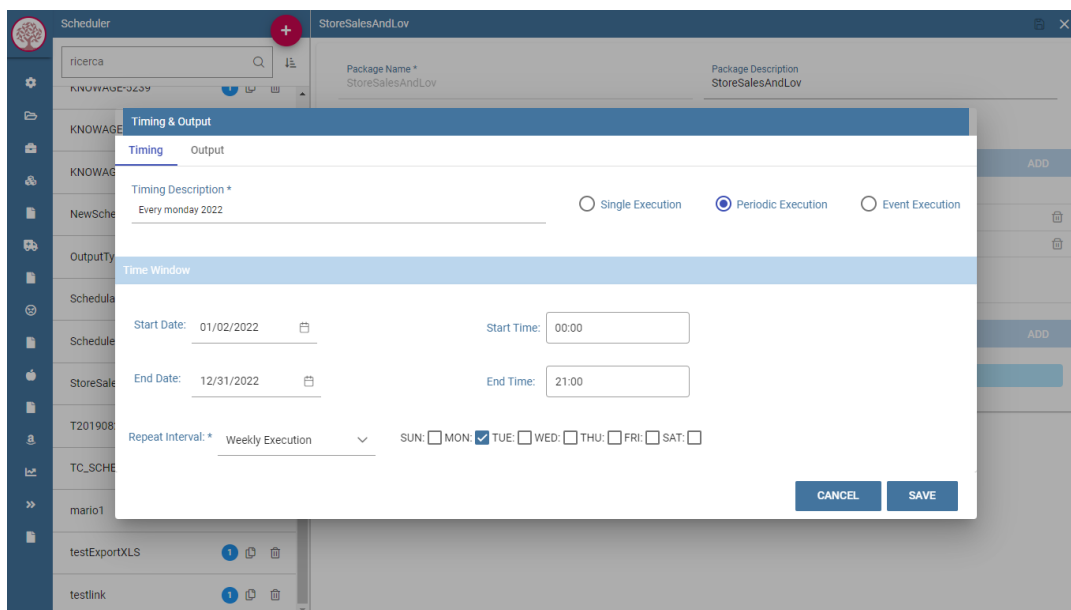 Scheduler
+
StoreSalesAndLov
ricerca
Package Name *
StoreSalesAndLov
Package Description
StoreSalesAndLov
KNOWAGE-5239
1
KNOWAGE
KNOWAG
NewSche
OutputTy
Schedula
Schedule
StoreSale
T201908
TC_SCHE
mario1
testExportXLS
1
testlink
1
ADD
ADD
Timing & Output
Timing Output
Timing Description *
Every monday 2022
Single Execution Periodic Execution Event Execution
Time Window
Start Date: 01/02/2022 Start Time: 00:00
End Date: 12/31/2022 End Time: 21:00
Repeat Interval: * Weekly Execution SUN: MON: TUE: WED: THU: FRI: SAT:
CANCEL SAVE